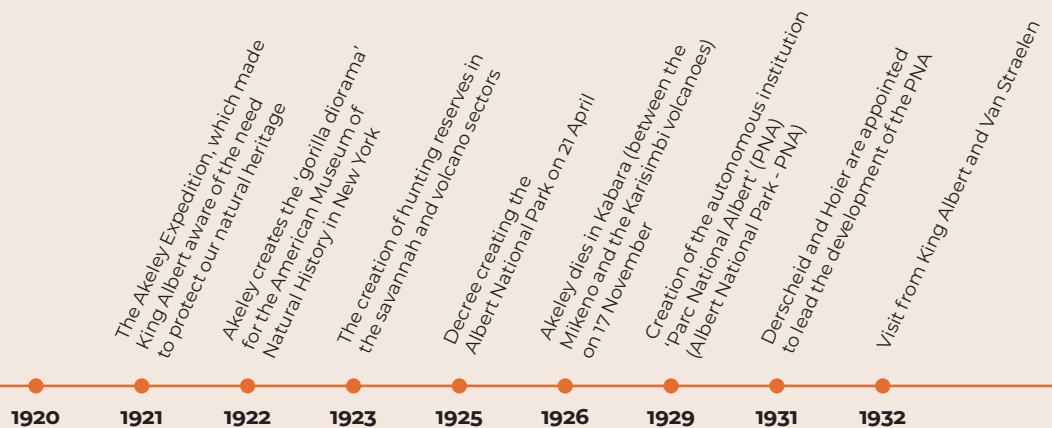 The Akeley Expedition, which made
King Albert aware of the need
to protect our natural heritage
Akeley creates the ‘gorilla diorama’
for the American Museum of
Natural History in New York
The creation of hunting reserves in
the savannah and volcano sectors
Decree creating the
Albert National Park on 21 April
Akeley dies in Kabara (between the
Mikeno and the Karisimbi volcanoes)
on 17 November
Creation of the autonomous institution
‘Parc National Albert’ (PNA)
(Albert National Park - PNA)
Derscheid and Hoier are appointed
to lead the development of the PNA
Visit from King Albert and Van Straelen
1920 1921 1922 1923 1925 1926 1929 1931 1932